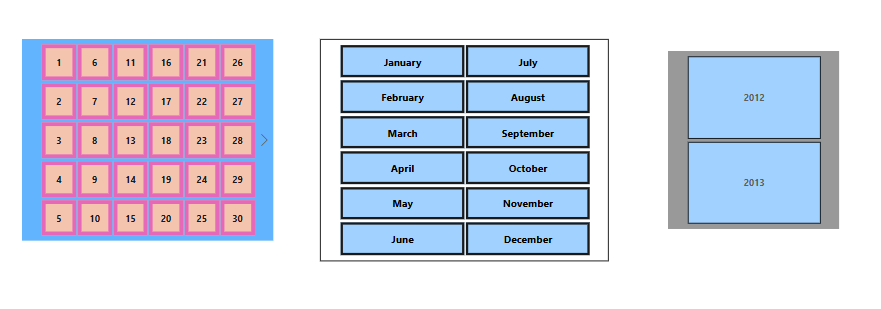 1 6 11 16 21 26
2 7 12 17 22 27
3 8 13 18 23 28
4 9 14 19 24 29
5 10 15 20 25 30
January July
February August
March September
April October
May November
June December
2012
2013